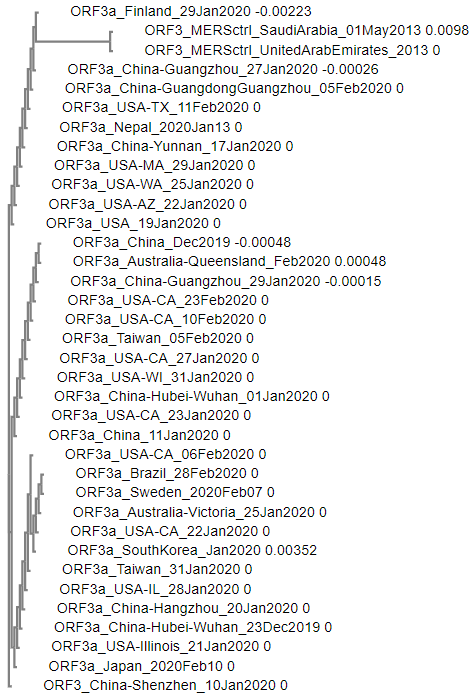 ORF3a_Finland_29Jan2020 -0.00223
ORF3_MERSctrl_SaudiArabia_01May2013 0.0098
ORF3_MERSctrl_UnitedArabEmirates_2013 0
ORF3a_China-Guangzhou_27Jan2020 -0.00026
ORF3a_China-GuangdongGuangzhou_05Feb2020 0
ORF3a_USA-TX_11Feb2020 0
ORF3a_Nepal_2020Jan13 0
ORF3a_China-Yunnan_17Jan2020 0
ORF3a_USA-MA_29Jan2020 0
ORF3a_USA-WA_25Jan2020 0
ORF3a_USA-AZ_22Jan2020 0
ORF3a_USA_19Jan2020 0
ORF3a_China_Dec2019 -0.00048
ORF3a_Australia-Queensland_Feb2020 0.00048
ORF3a_China-Guangzhou_29Jan2020 -0.00015
ORF3a_USA-CA_23Feb2020 0
ORF3a_USA-CA_10Feb2020 0
ORF3a_Taiwan_05Feb2020 0
ORF3a_USA-CA_27Jan2020 0
ORF3a_USA-WI_31Jan2020 0
ORF3a_China-Hubei-Wuhan_01Jan2020 0
ORF3a_USA-CA_23Jan2020 0
ORF3a_China_11Jan2020 0
ORF3a_USA-CA_06Feb2020 0
ORF3a_Brazil_28Feb2020 0
ORF3a_Sweden_2020Feb07 0
ORF3a_Australia-Victoria_25Jan2020 0
ORF3a_USA-CA_22Jan2020 0
ORF3a_SouthKorea_Jan2020 0.00352
ORF3a_Taiwan_31Jan2020 0
ORF3a_USA-IL_28Jan2020 0
ORF3a_China-Hangzhou_20Jan2020 0
ORF3a_China-Hubei-Wuhan_23Dec2019 0
ORF3a_USA-Illinois_21Jan2020 0
ORF3a_Japan_2020Feb10 0
ORF3_China-Shenzhen_10Jan2020 0